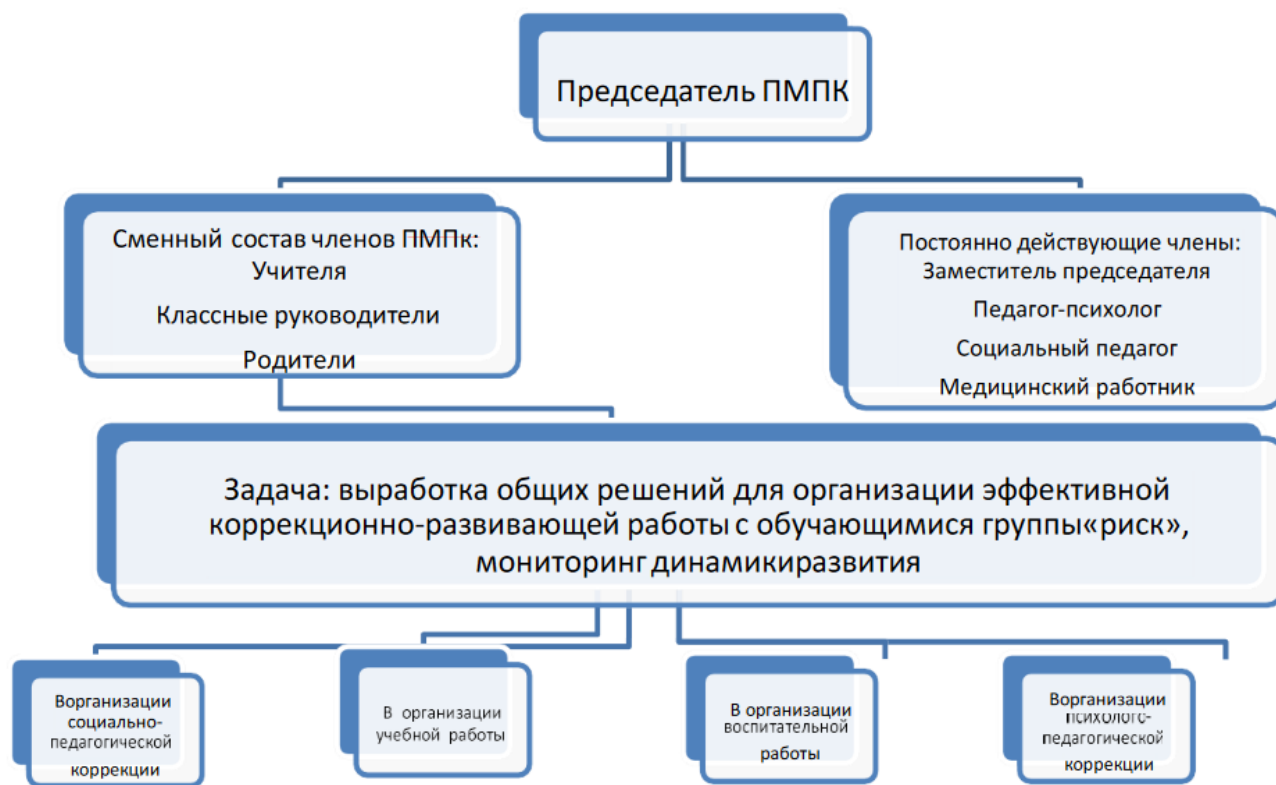 Председатель ПМПК
Сменный состав членов ПМПк:
Учителя
Классные руководители
Родители
Постоянно действующие члены:
Заместитель председателя
Педагог-психолог
Социальный педагог
Медицинский работник
Задача: выработка общих решений для организации эффективной
коррекционно-развивающей работы с обучающимися группы«риск»,
мониторинг динамикиразвития
Ворганизации
социально-
педагогической
коррекции
В организации
учебной работы
В организации
воспитательной
работы
Ворганизации
психолого-
педагогической
коррекции